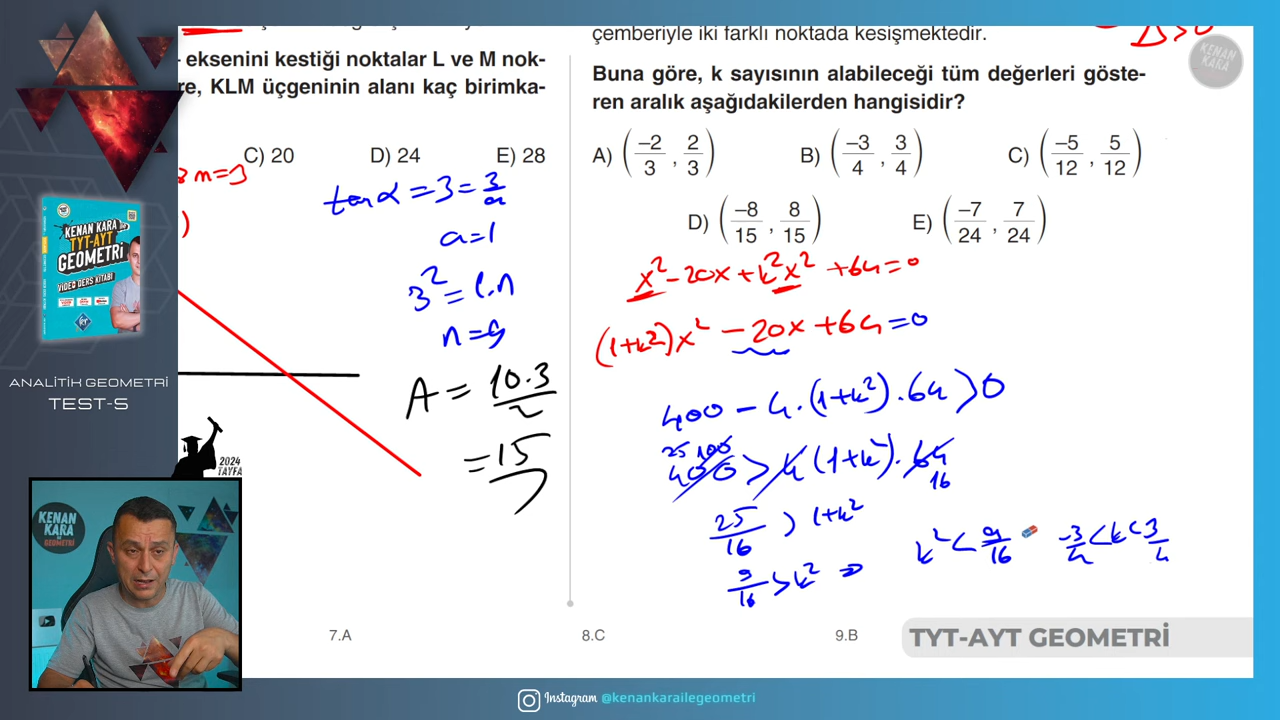 eksenini kestiği noktalar L ve M nok-
re, KLM üçgeninin alanı kaç birimka-
C) 20 D) 24 E) 28
n=3
)
tan α = 3 = 3/a
a=1
3² = 1.n
n=9
A = 10.3/2
= 15
çemberiyle iki farklı noktada kesişmektedir.
Δ>0
Buna göre, k sayısının alabileceği tüm değerleri göste-
ren aralık aşağıdakilerden hangisidir?
A) (-2/3 , 2/3) B) (-3/4 , 3/4) C) (-5/12 , 5/12)
D) (-8/15 , 8/15) E) (-7/24 , 7/24)
x² - 20x + k²x² + 64 = 0
(1+k²)x² - 20x + 64 = 0
400 - 4.(1+k²).64 > 0
25 100
400 > 4 (1+k²). 64
16
25/16 > 1+k²
9/16 > k² ⇒ k² < 9/16 -3/4 < k < 3/4
7.A 8.C 9.B
TYT-AYT GEOMETRİ
KENAN KARA
KENAN KARA
TYT-AYT
GEOMETRİ
VİDEO DERS KİTABI
ANALİTİK GEOMETRİ
TEST-5
2024
TAYFA
KENAN
KARA
GEOMETRİ
Instagram @kenankarailegeometri